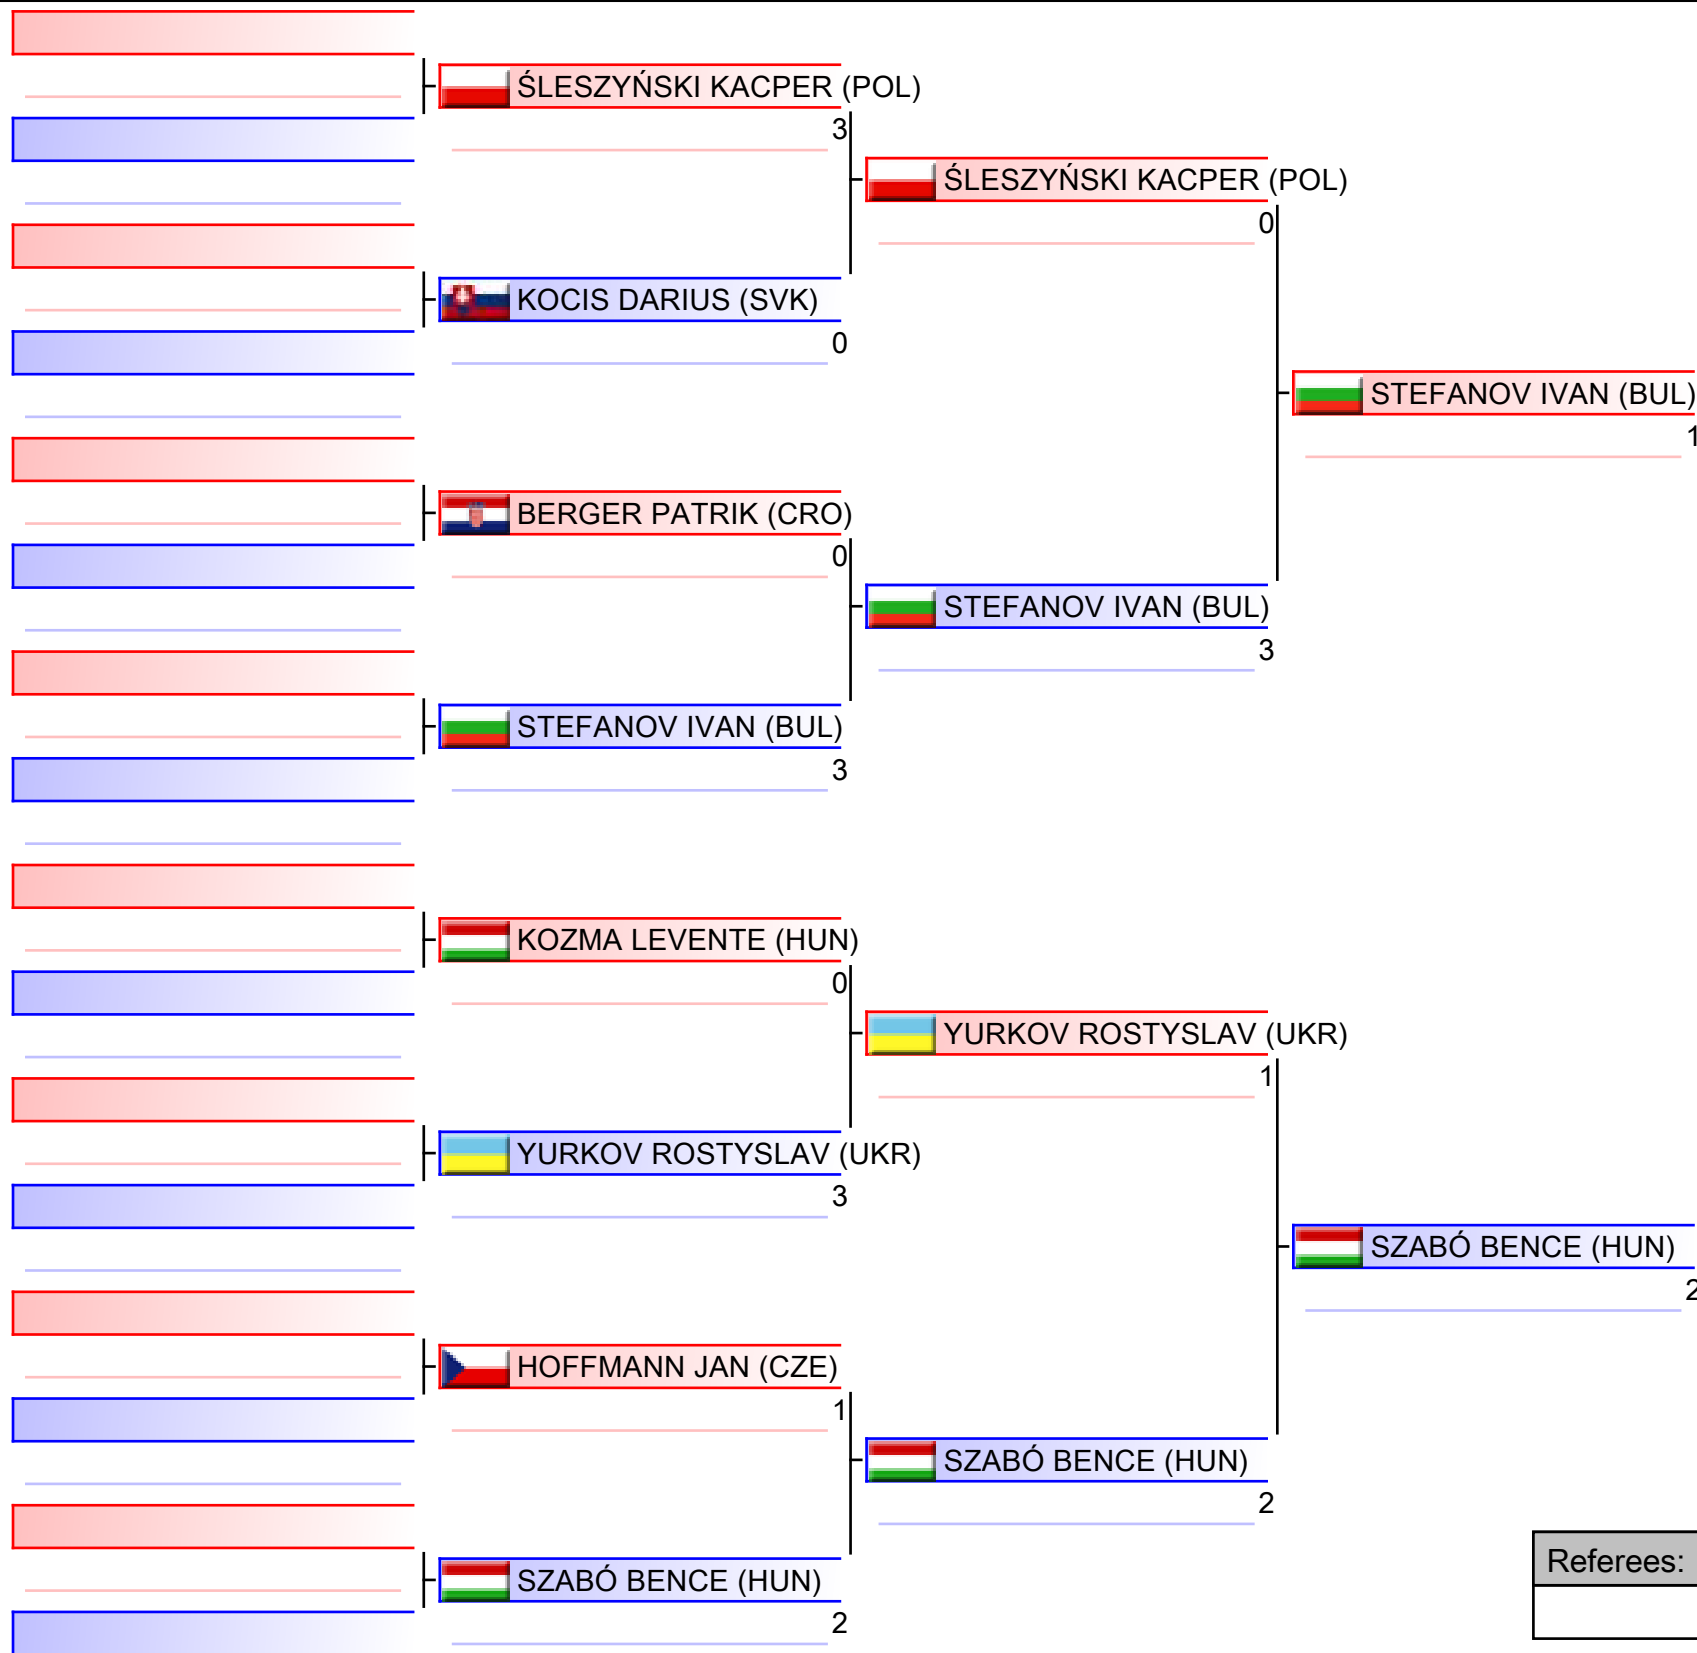 ŚLESZYŃSKI KACPER (POL)
3
KOCIS DARIUS (SVK)
0
BERGER PATRIK (CRO)
0
STEFANOV IVAN (BUL)
3
KOZMA LEVENTE (HUN)
0
YURKOV ROSTYSLAV (UKR)
3
HOFFMANN JAN (CZE)
1
SZABÓ BENCE (HUN)
2
ŚLESZYŃSKI KACPER (POL)
0
STEFANOV IVAN (BUL)
3
YURKOV ROSTYSLAV (UKR)
1
SZABÓ BENCE (HUN)
2
STEFANOV IVAN (BUL)
1
SZABÓ BENCE (HUN)
2
Referees: